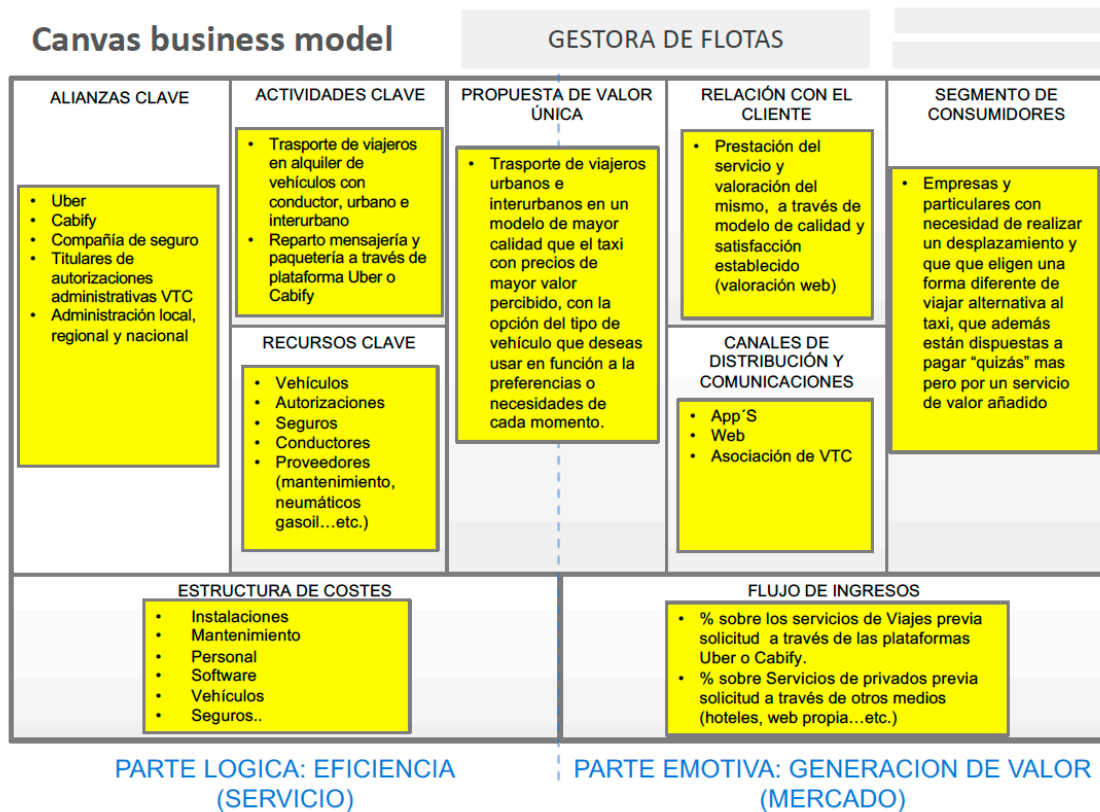 Canvas business model
GESTORA DE FLOTAS
ALIANZAS CLAVE
• Uber
• Cabify
• Compañía de seguro
• Titulares de
autorizaciones
administrativas VTC
• Administración local,
regional y nacional
ACTIVIDADES CLAVE
• Trasporte de viajeros
en alquiler de
vehículos con
conductor, urbano e
interurbano
• Reparto mensajería y
paquetería a través de
plataforma Uber o
Cabify
RECURSOS CLAVE
• Vehículos
• Autorizaciones
• Seguros
• Conductores
• Proveedores
(mantenimiento,
neumáticos
gasoil…etc.)
PROPUESTA DE VALOR
ÚNICA
• Trasporte de viajeros
urbanos e
interurbanos en un
modelo de mayor
calidad que el taxi
con precios de
mayor valor
percibido, con la
opción del tipo de
vehículo que deseas
usar en función a la
preferencias o
necesidades de
cada momento.
RELACIÓN CON EL
CLIENTE
• Prestación del
servicio y
valoración del
mismo, a través de
modelo de calidad y
satisfacción
establecido
(valoración web)
CANALES DE
DISTRIBUCIÓN Y
COMUNICACIONES
• App´S
• Web
• Asociación de VTC
SEGMENTO DE
CONSUMIDORES
• Empresas y
particulares con
necesidad de realizar
un desplazamiento y
que que eligen una
forma diferente de
viajar alternativa al
taxi, que además
están dispuestas a
pagar “quizás” mas
pero por un servicio
de valor añadido
ESTRUCTURA DE COSTES
• Instalaciones
• Mantenimiento
• Personal
• Software
• Vehículos
• Seguros..
FLUJO DE INGRESOS
• % sobre los servicios de Viajes previa
solicitud a través de las plataformas
Uber o Cabify.
• % sobre Servicios de privados previa
solicitud a través de otros medios
(hoteles, web propia…etc.)
PARTE LOGICA: EFICIENCIA
(SERVICIO)
PARTE EMOTIVA: GENERACION DE VALOR
(MERCADO)